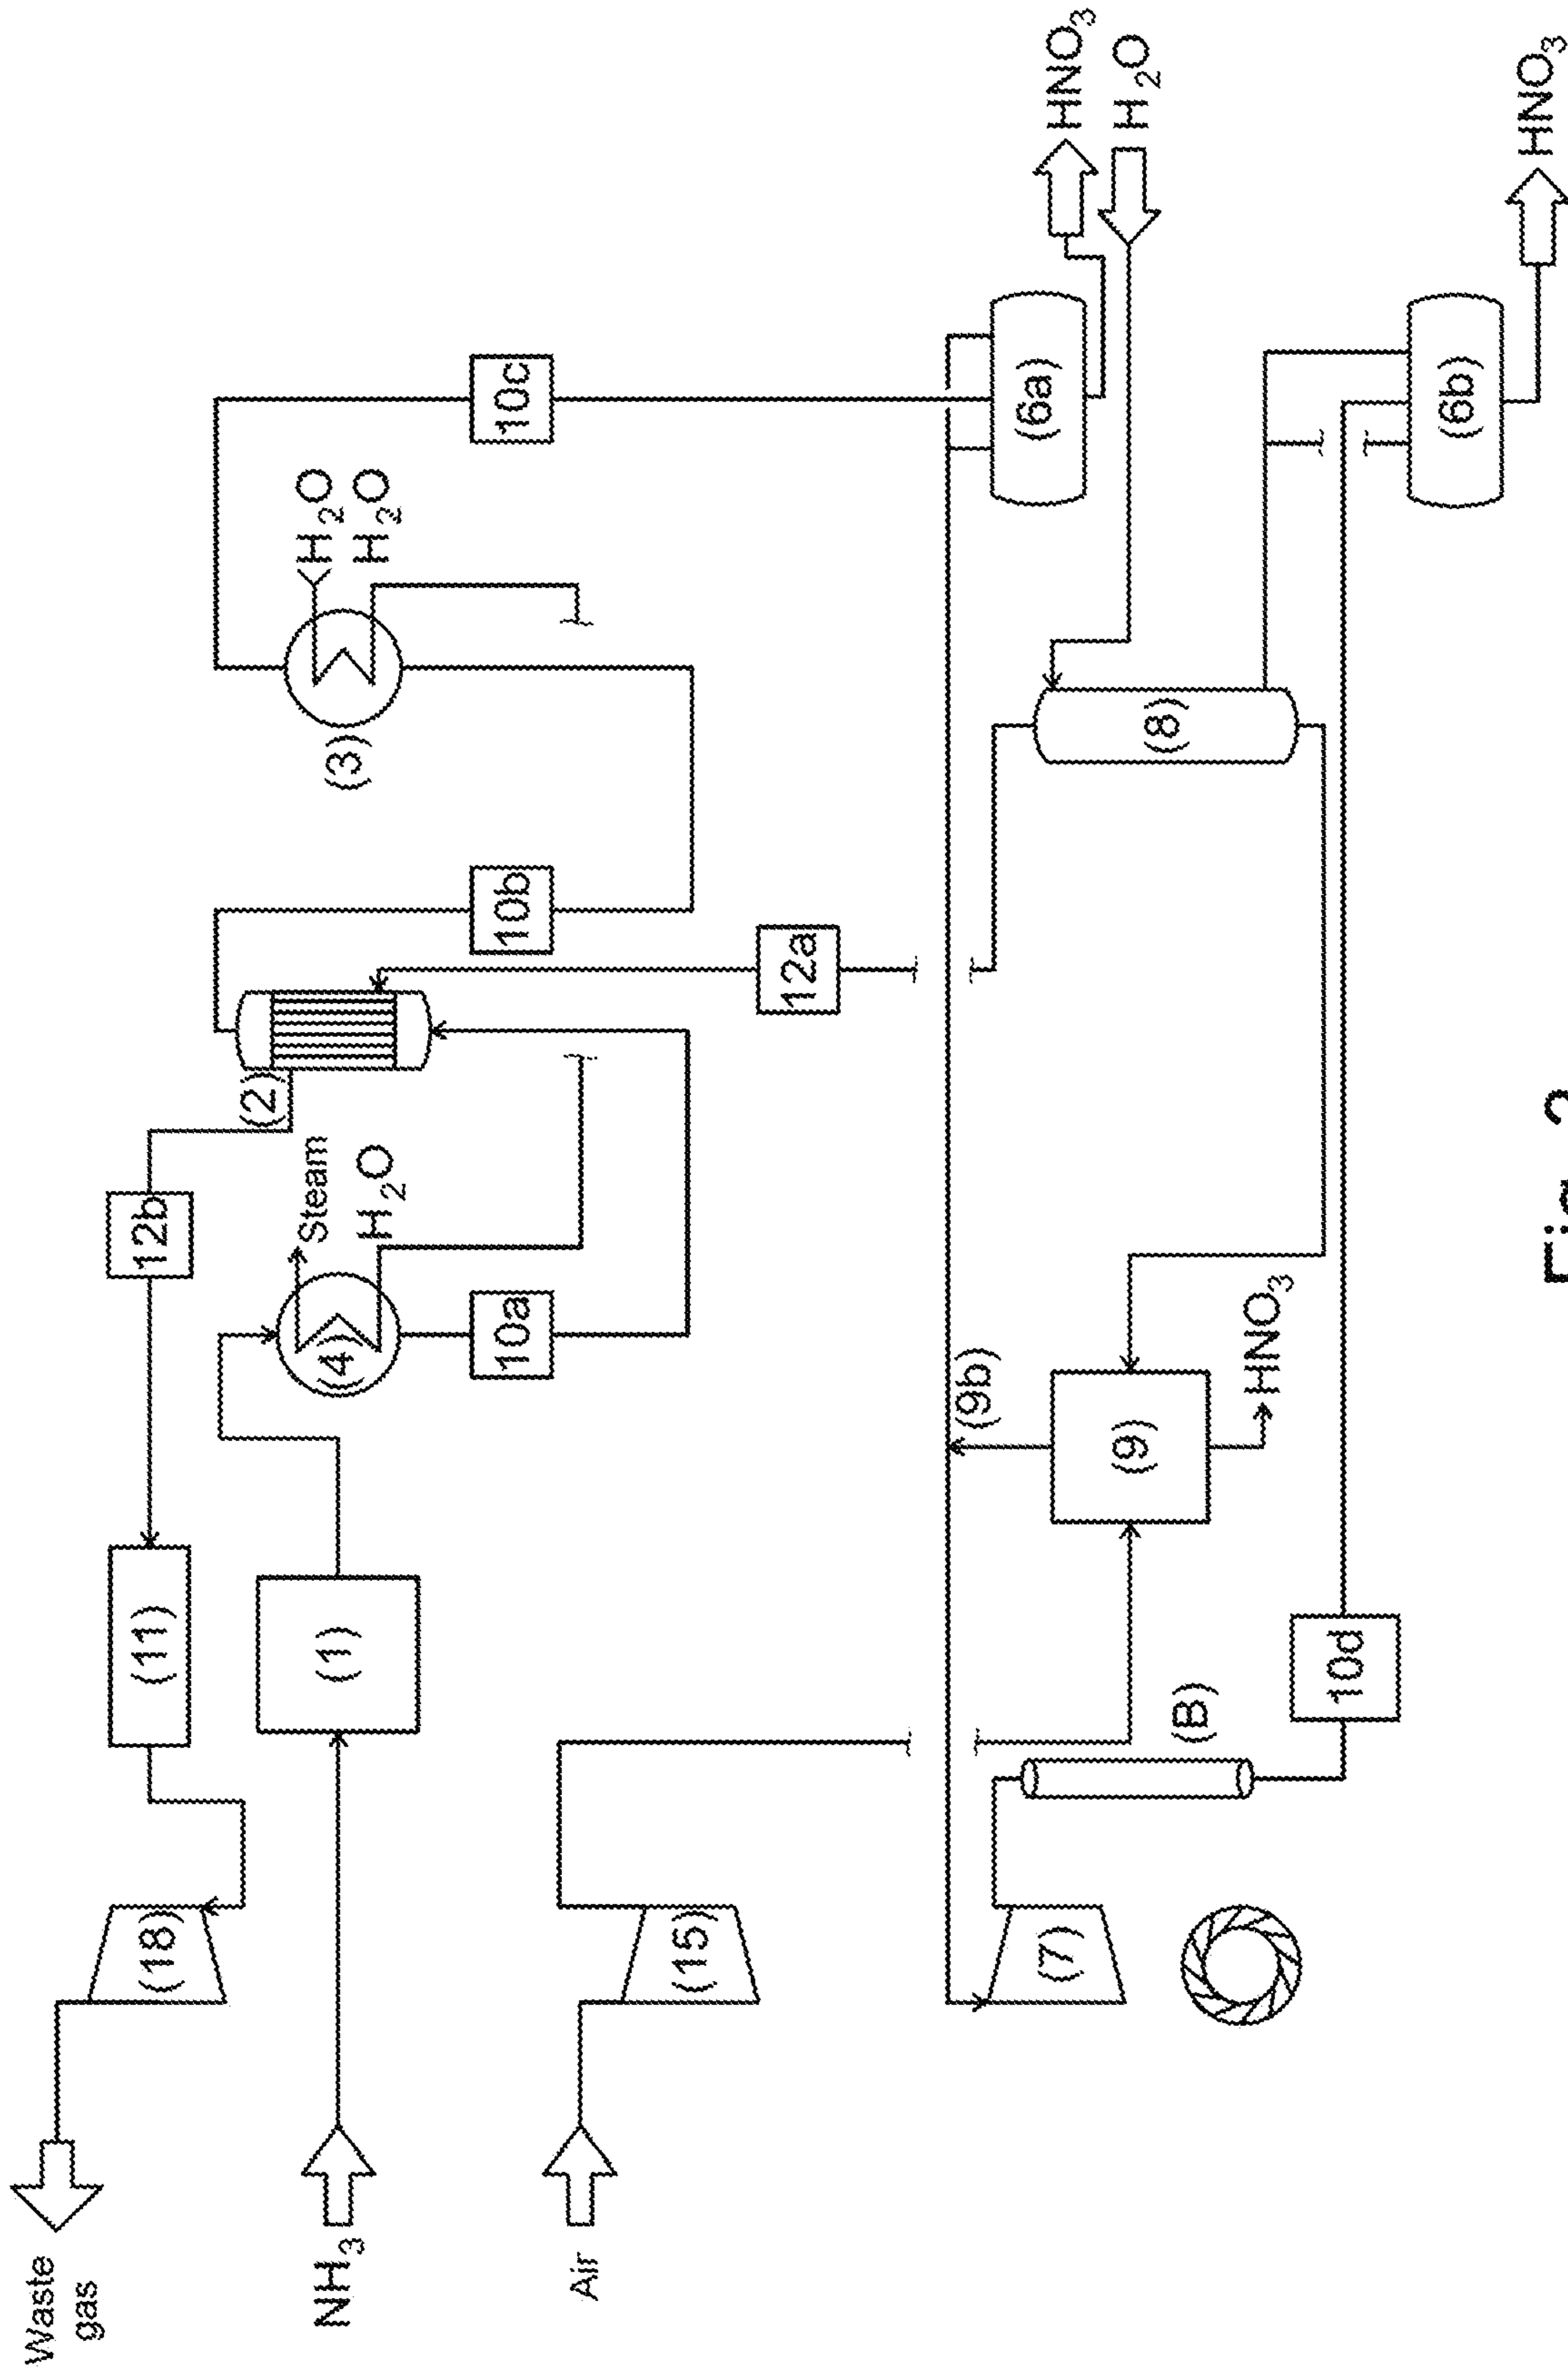 Waste
gas
(18)
(11)
12b
(2)
Steam
H2O
NH3
(1)
(4)
H2O
(3)
H2O
10a
10b
10c
Air
(15)
12a
(9b)
(6a)
HNO3
(7)
(9)
(8)
H2O
(B)
HNO3
10d
(6b)
HNO3
Fig.